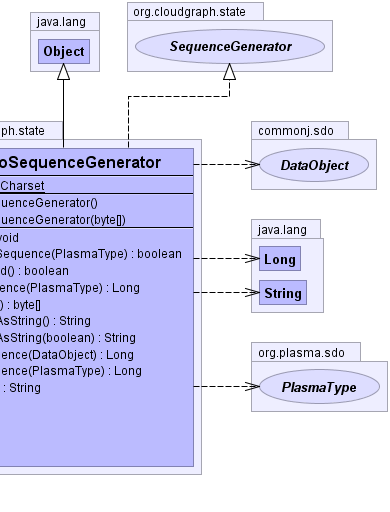 java.lang
Object
org.cloudgraph.state
SequenceGenerator
ph.state
oSequenceGenerator
Charset
uenceGenerator()
uenceGenerator(byte[])
void
Sequence(PlasmaType) : boolean
d() : boolean
ence(PlasmaType) : Long
) : byte[]
AsString() : String
AsString(boolean) : String
ence(DataObject) : Long
ence(PlasmaType) : Long
: String
commonj.sdo
DataObject
java.lang
Long
String
org.plasma.sdo
PlasmaType